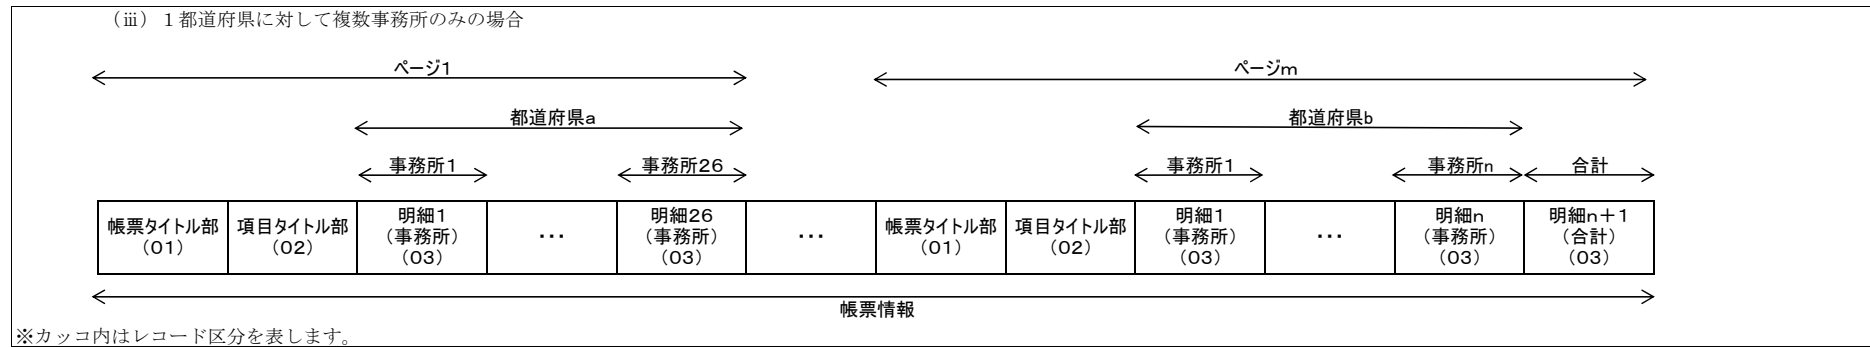 （ⅲ）１都道府県に対して複数事務所のみの場合
ページ1
ページm
都道府県a
都道府県b
事務所1
事務所26
事務所1
事務所n
合計
帳票タイトル部
（01）
項目タイトル部
（02）
明細1
（事務所）
（03）
…
明細26
（事務所）
（03）
…
帳票タイトル部
（01）
項目タイトル部
（02）
明細1
（事務所）
（03）
…
明細n
（事務所）
（03）
明細n＋1
（合計）
（03）
帳票情報
※カッコ内はレコード区分を表します。